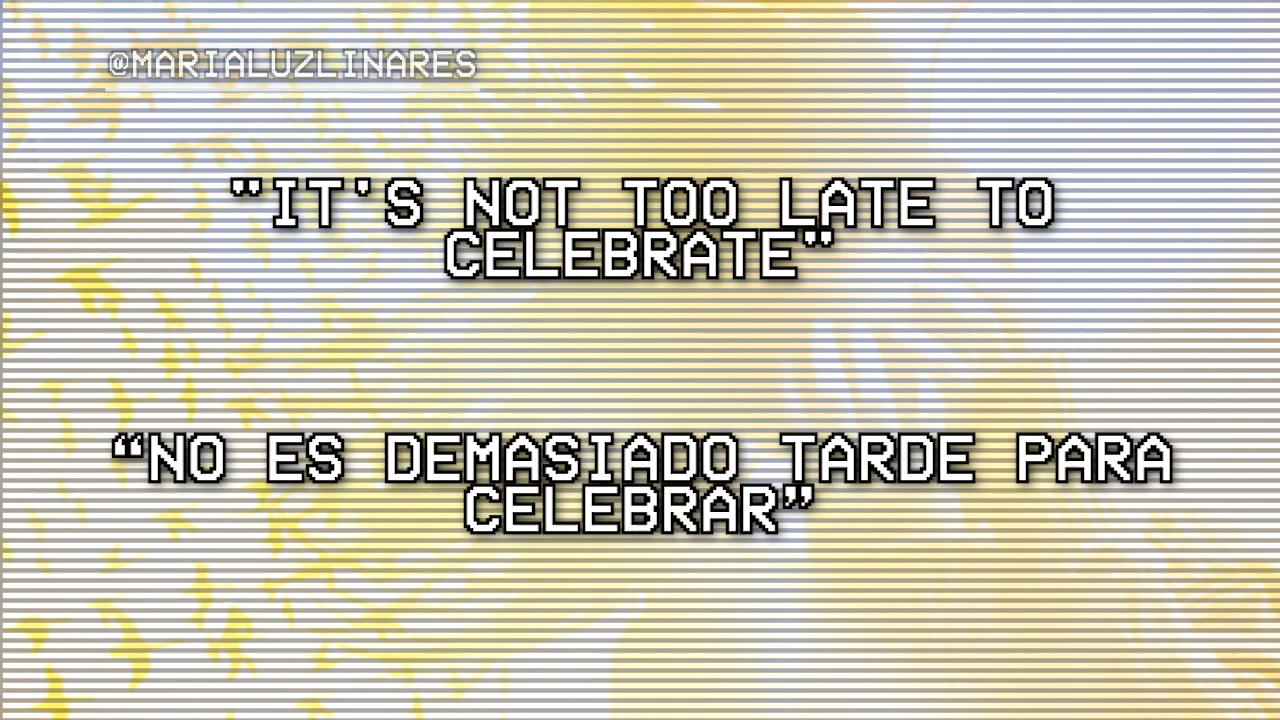 @MARIALUZLINARES
"IT'S NOT TOO LATE TO
CELEBRATE"
“NO ES DEMASIADO TARDE PARA
CELEBRAR”